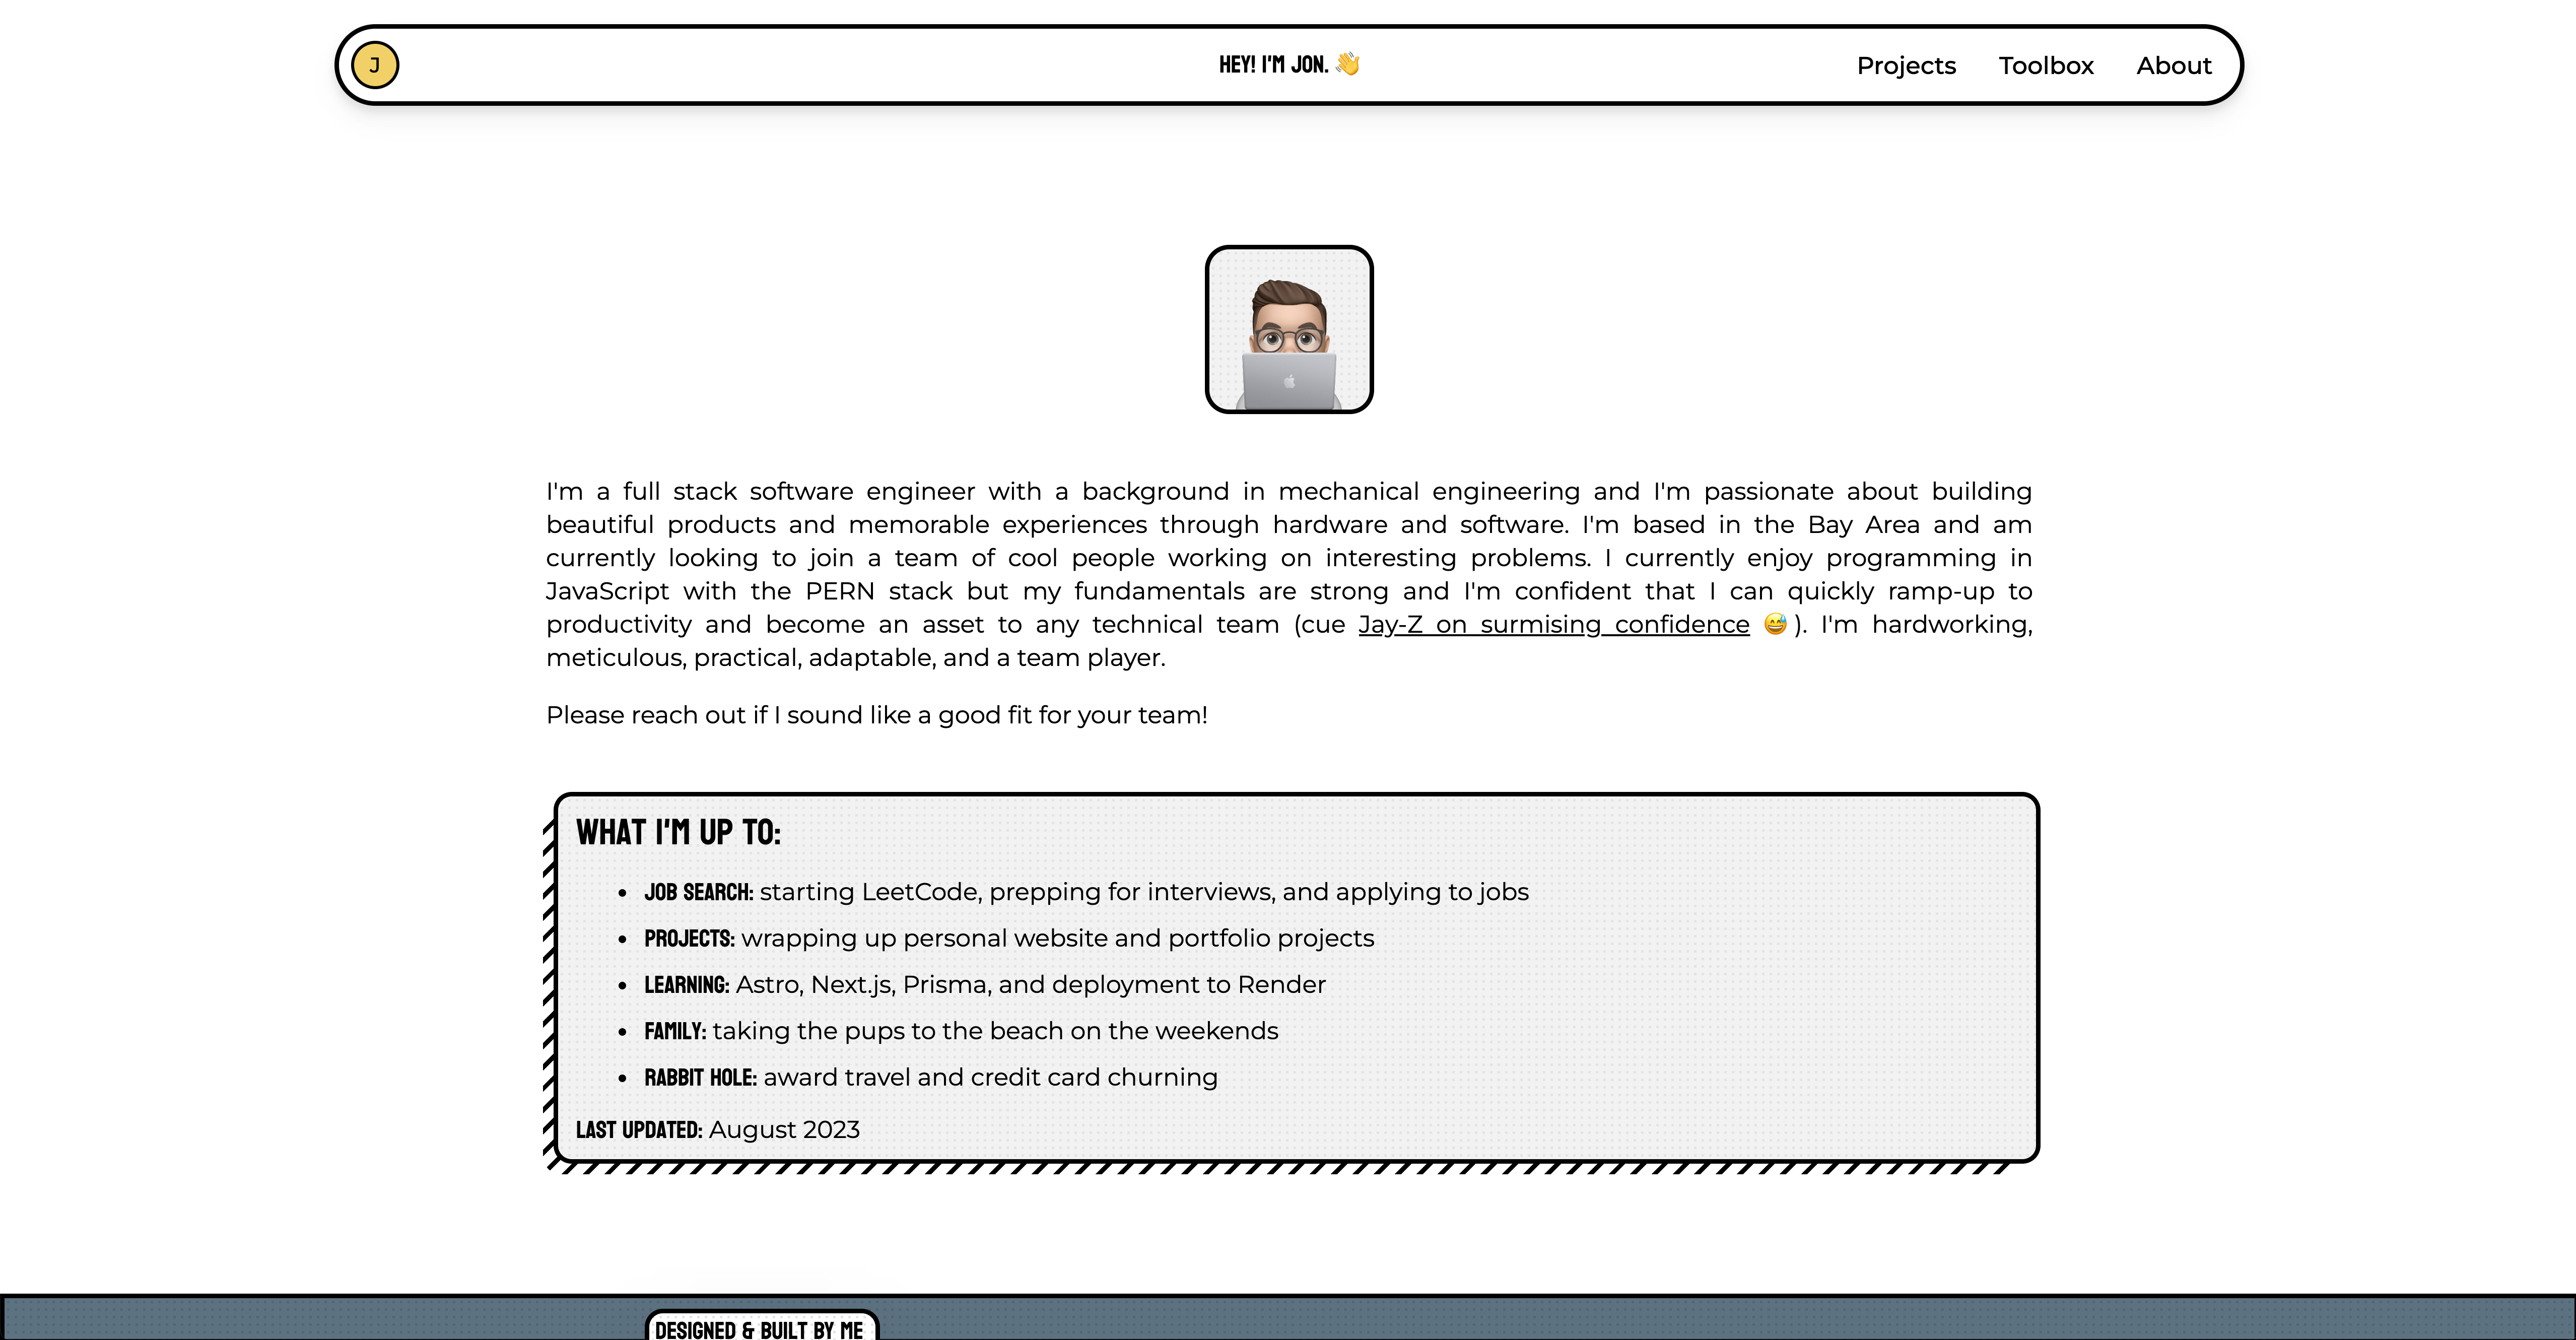 J
HEY! I'M JON. 👋
Projects Toolbox About
I'm a full stack software engineer with a background in mechanical engineering and I'm passionate about building
beautiful products and memorable experiences through hardware and software. I'm based in the Bay Area and am
currently looking to join a team of cool people working on interesting problems. I currently enjoy programming in
JavaScript with the PERN stack but my fundamentals are strong and I'm confident that I can quickly ramp-up to
productivity and become an asset to any technical team (cue Jay-Z on surmising confidence 😅 ). I'm hardworking,
meticulous, practical, adaptable, and a team player.
Please reach out if I sound like a good fit for your team!
WHAT I'M UP TO:
• JOB SEARCH: starting LeetCode, prepping for interviews, and applying to jobs
• PROJECTS: wrapping up personal website and portfolio projects
• LEARNING: Astro, Next.js, Prisma, and deployment to Render
• FAMILY: taking the pups to the beach on the weekends
• RABBIT HOLE: award travel and credit card churning
LAST UPDATED: August 2023
DESIGNED & BUILT BY ME